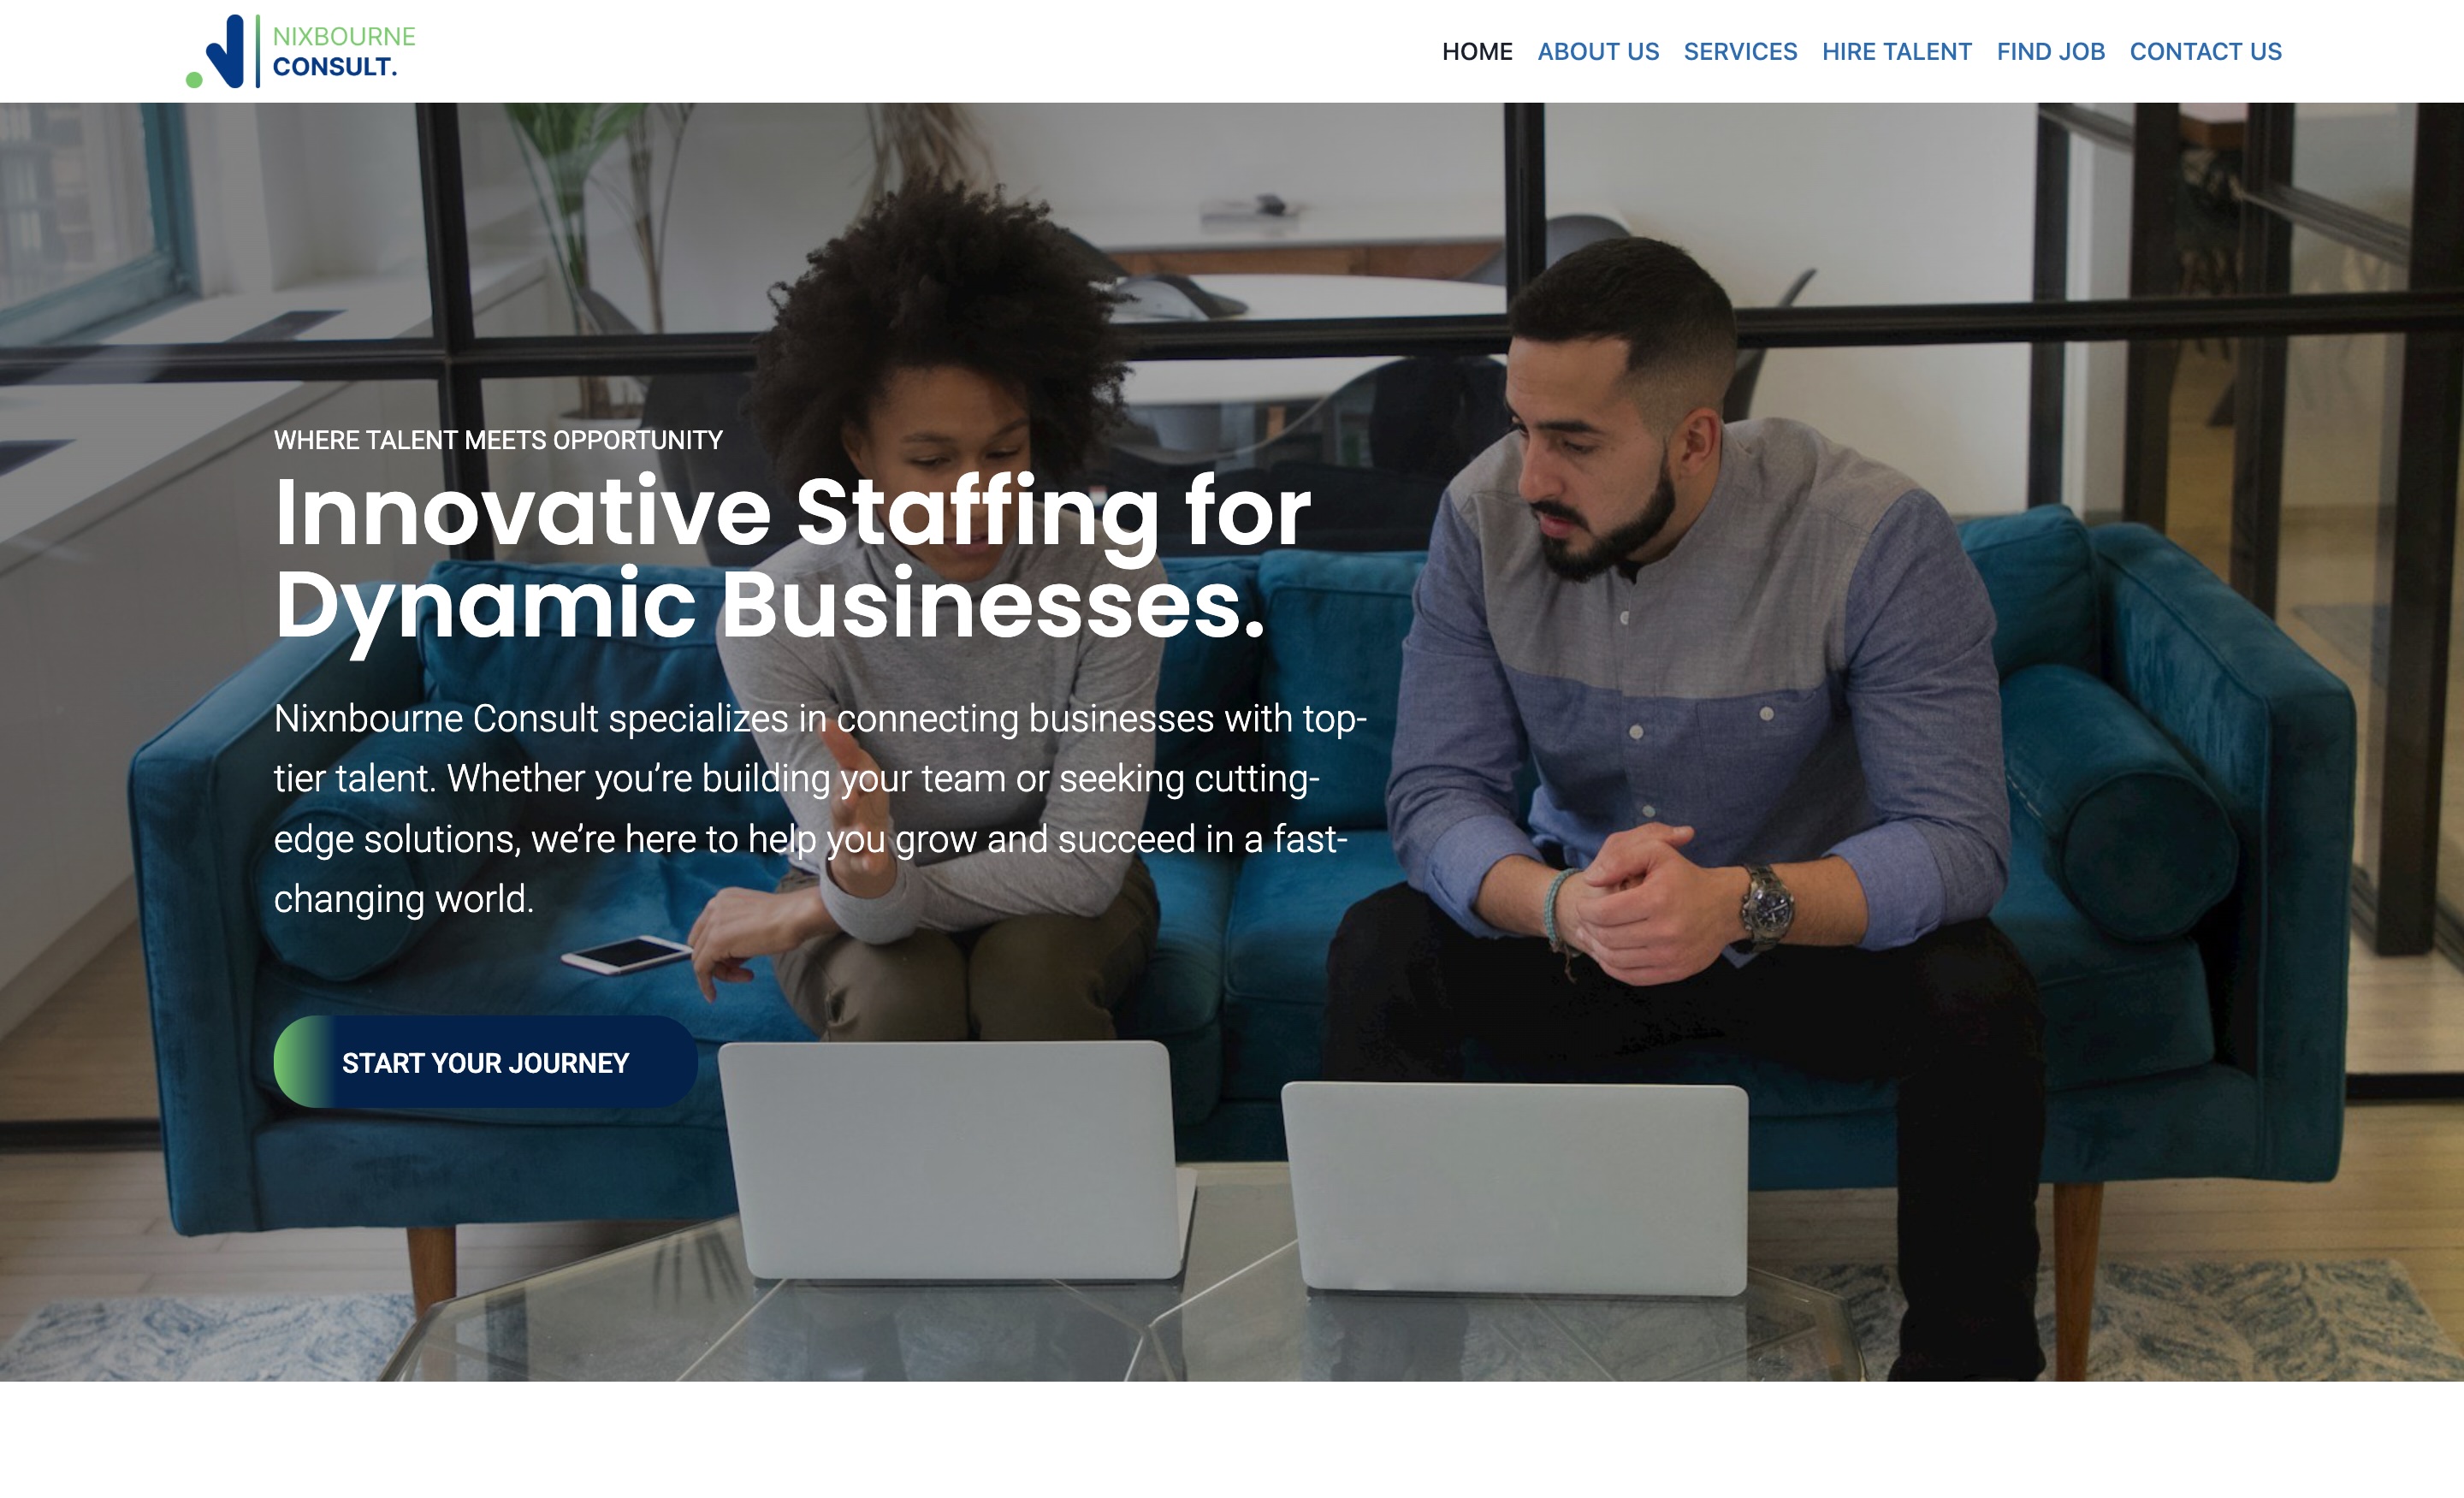 NIXBOURNE
CONSULT.
HOME ABOUT US SERVICES HIRE TALENT FIND JOB CONTACT US
WHERE TALENT MEETS OPPORTUNITY
Innovative Staffing for
Dynamic Businesses.
Nixnbourne Consult specializes in connecting businesses with top-
tier talent. Whether you’re building your team or seeking cutting-
edge solutions, we’re here to help you grow and succeed in a fast-
changing world.
START YOUR JOURNEY